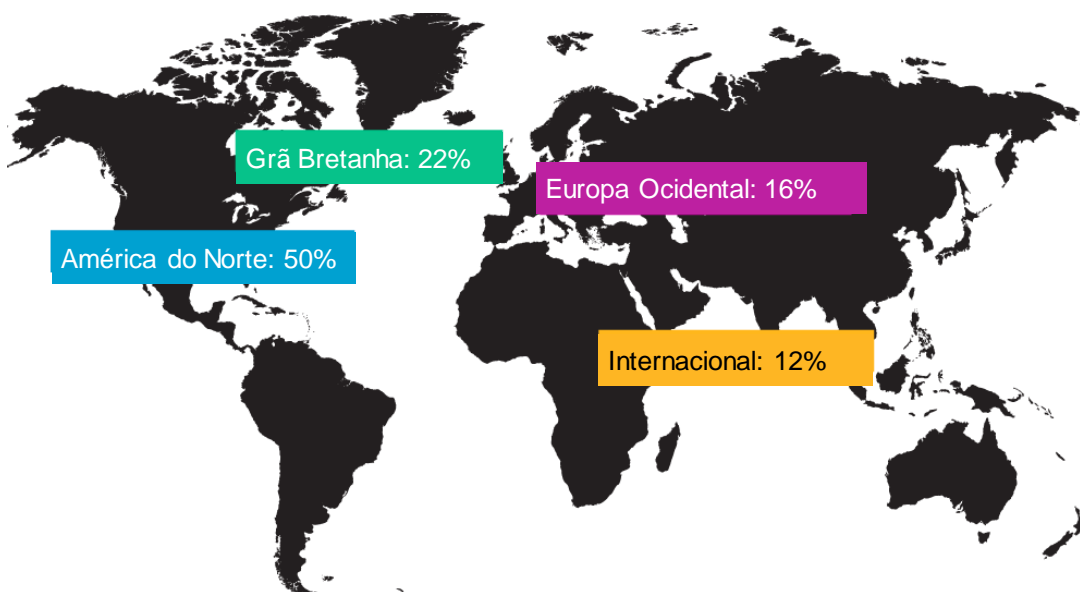 Grã Bretanha: 22%
Europa Ocidental: 16%
América do Norte: 50%
Internacional: 12%